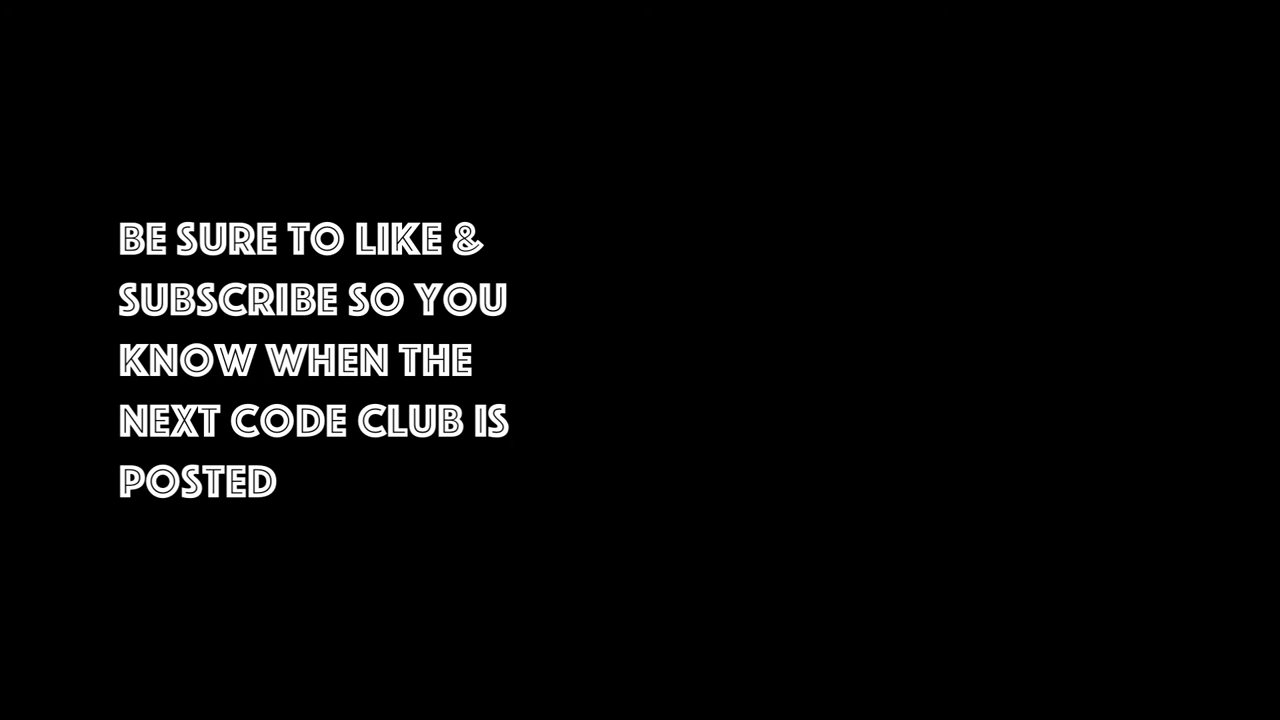 BE SURE TO LIKE &
SUBSCRIBE SO YOU
KNOW WHEN THE
NEXT CODE CLUB IS
POSTED